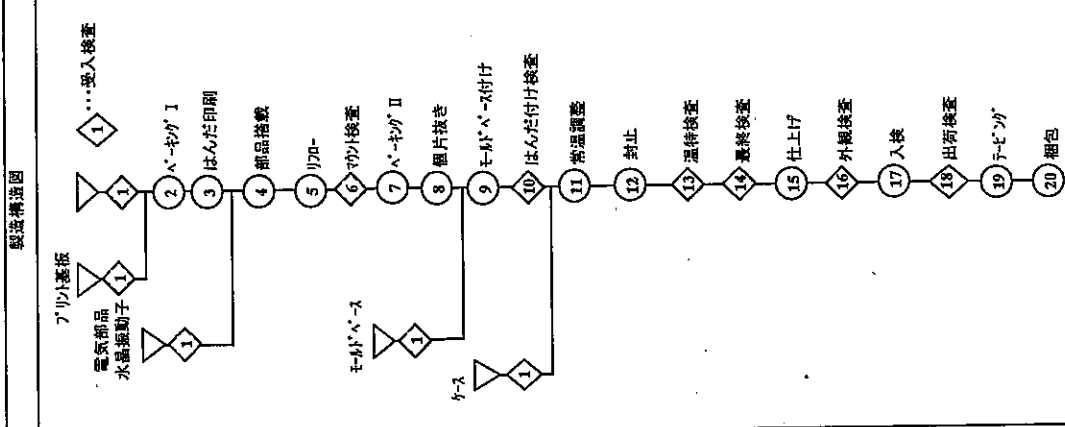 製造構造図
1 ･･･受入検査
プリント基板
1
1
電気部品
水晶振動子
1
2 ベーキングⅠ
3 はんだ印刷
4 部品搭載
5 リフロー
6 マウント検査
7 ベーキングⅡ
8 個片抜き
モールドベース
1
9 モールドベース付け
10 はんだ付け検査
ケース
1
11 常温調整
12 封止
13 温特検査
14 最終検査
15 仕上げ
16 外観検査
17 入検
18 出荷検査
19 テーピング
20 梱包